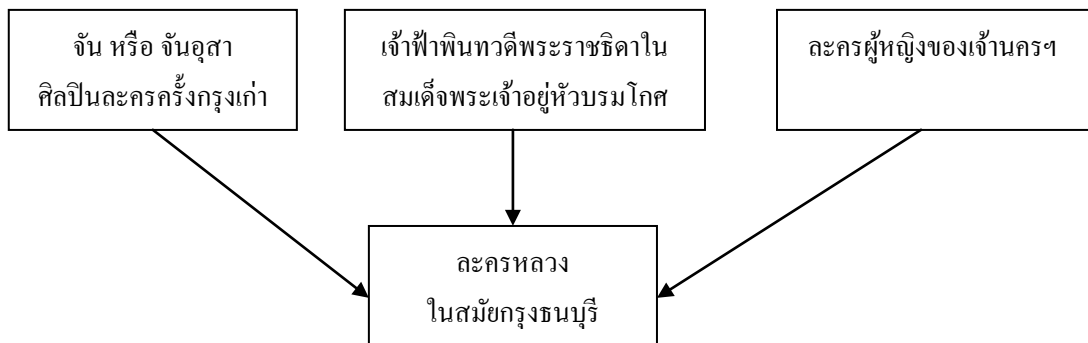 จัน หรือ จันอุสา
ศิลปินละครครั้งกรุงเก่า
เจ้าฟ้าพินทวดีพระราชธิดาใน
สมเด็จพระเจ้าอยู่หัวบรมโกศ
ละครผู้หญิงของเจ้านครฯ
ละครหลวง
ในสมัยกรุงธนบุรี